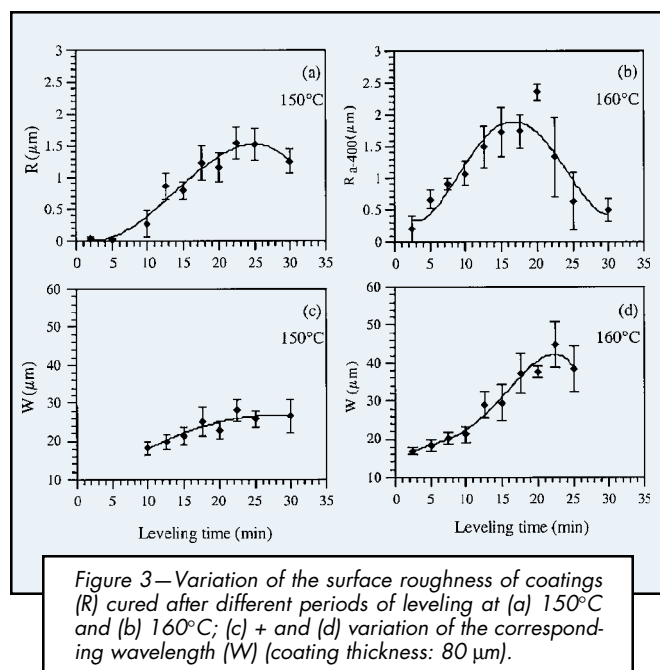 3
2.5
2
1.5
1
0.5
0
R (μm)
(a)
150°C
0 5 10 15 20 25 30 35
3
2.5
2
1.5
1
0.5
0
R a-400 (μm)
(b)
160°C
0 5 10 15 20 25 30 35
60
50
40
30
20
10
W (μm)
(c)
150°C
0 5 10 15 20 25 30 35
Leveling time (min)
60
50
40
30
20
10
W (μm)
(d)
160°C
0 5 10 15 20 25 30 35
Leveling time (min)
Figure 3—Variation of the surface roughness of coatings
(R) cured after different periods of leveling at (a) 150°C
and (b) 160°C; (c) + and (d) variation of the correspond-
ing wavelength (W) (coating thickness: 80 μm).